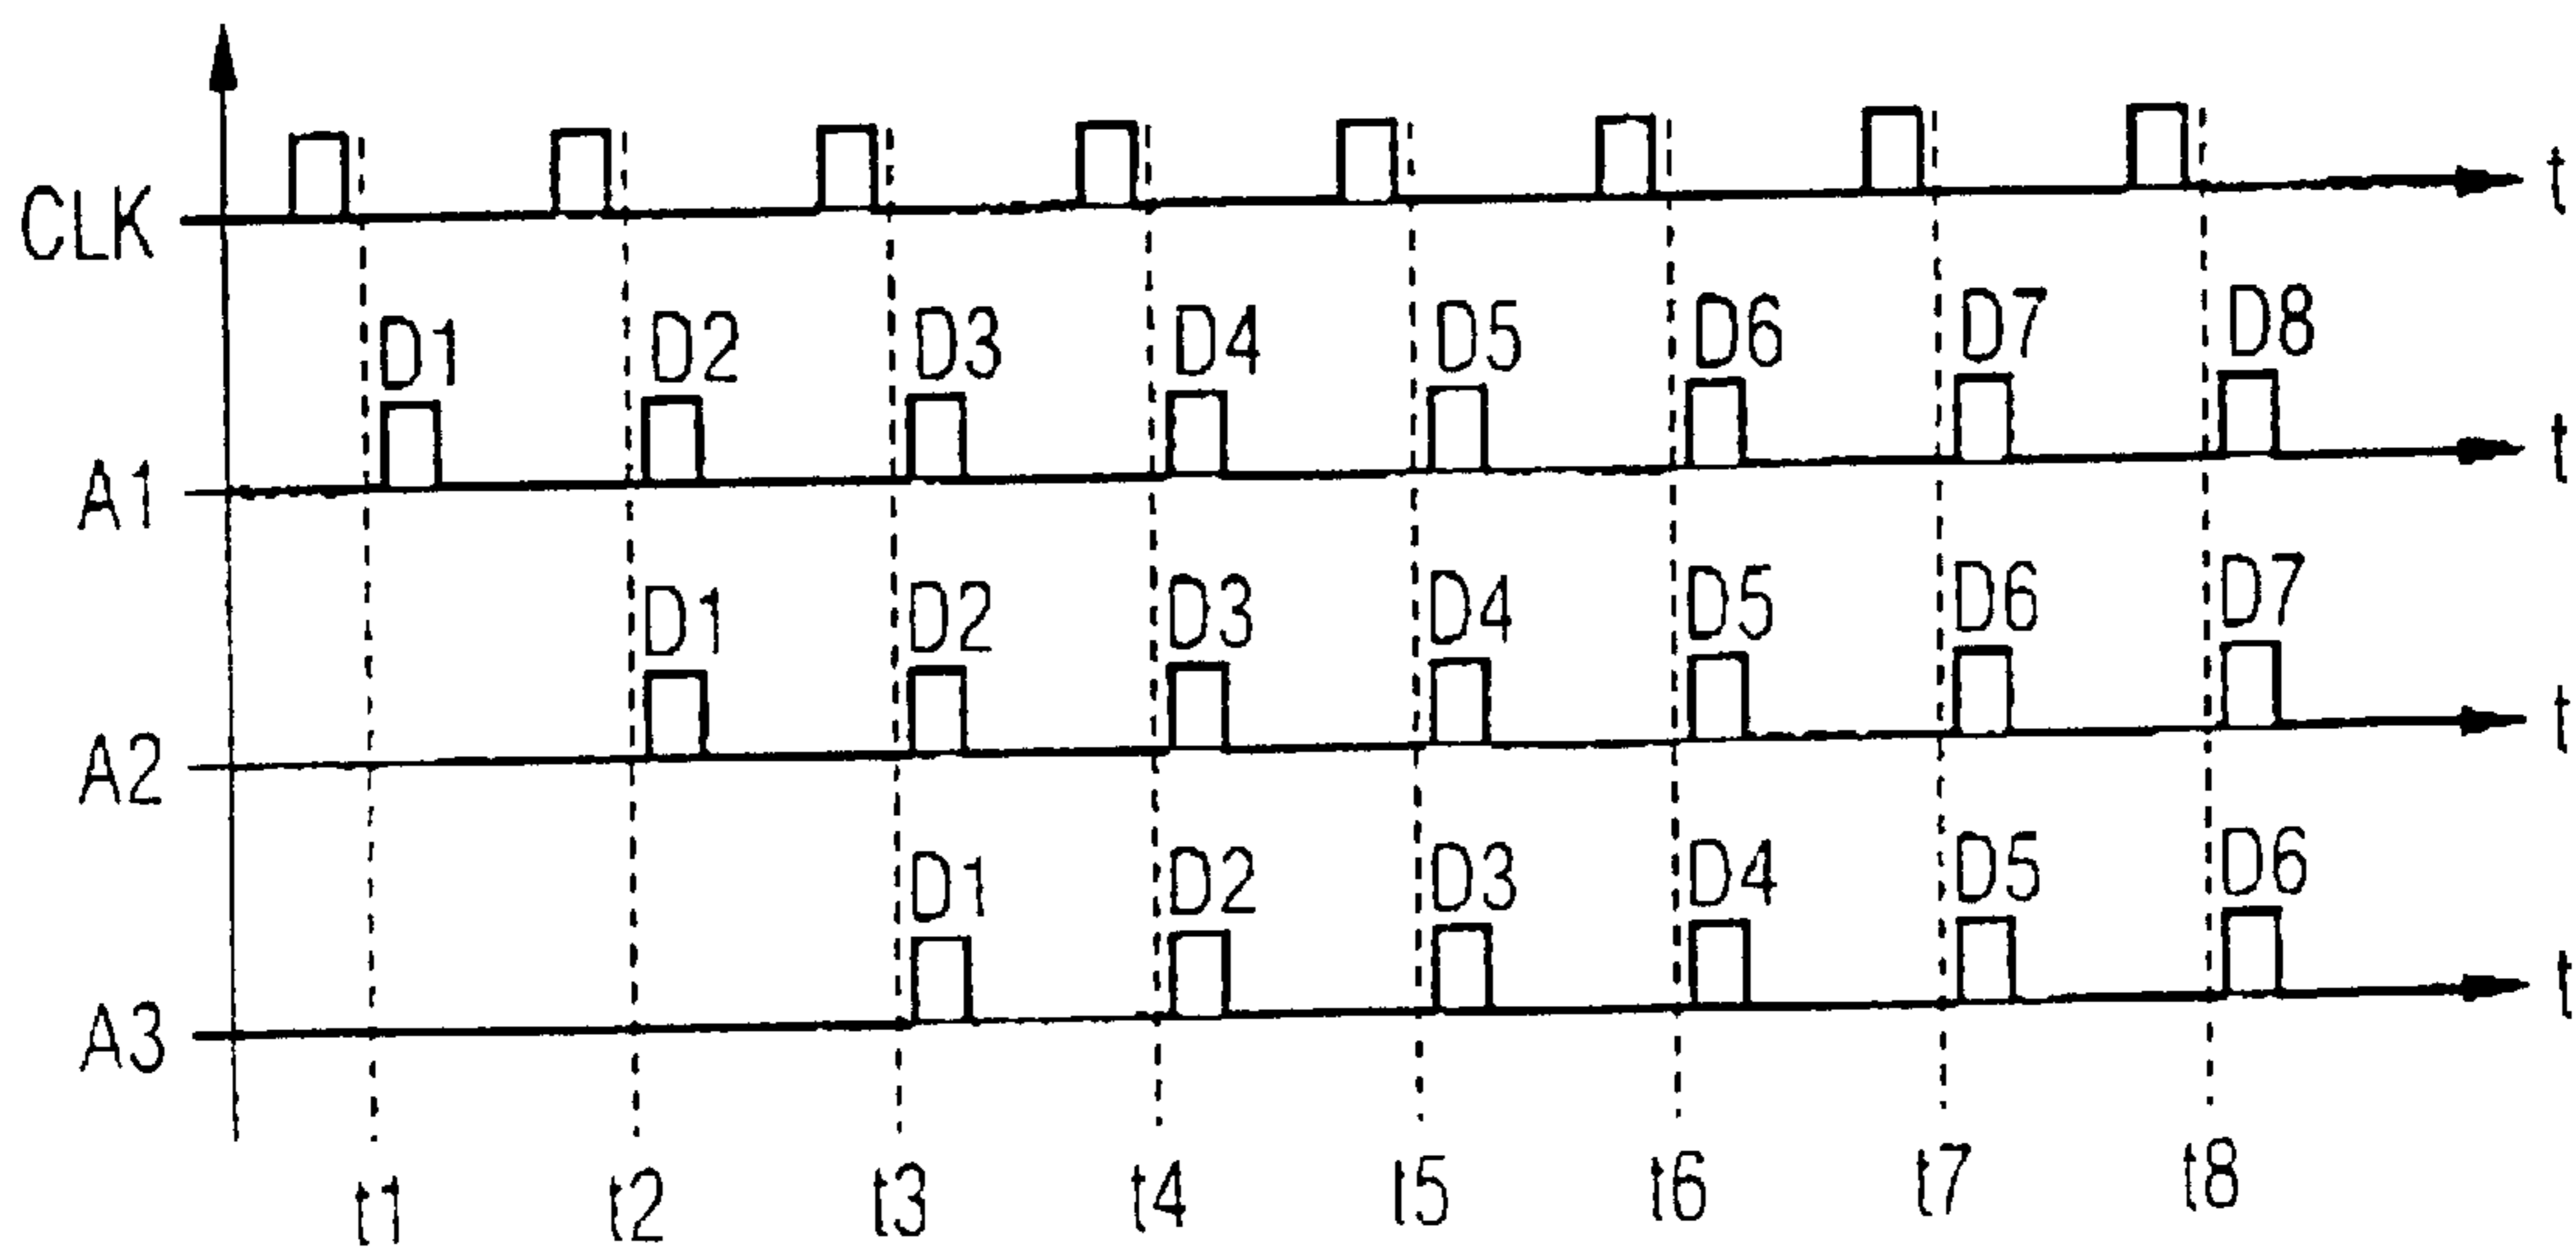 CLK t
D1 D2 D3 D4 D5 D6 D7 D8
A1 t
D1 D2 D3 D4 D5 D6 D7
A2 t
D1 D2 D3 D4 D5 D6
A3 t
t1 t2 t3 t4 t5 t6 t7 t8